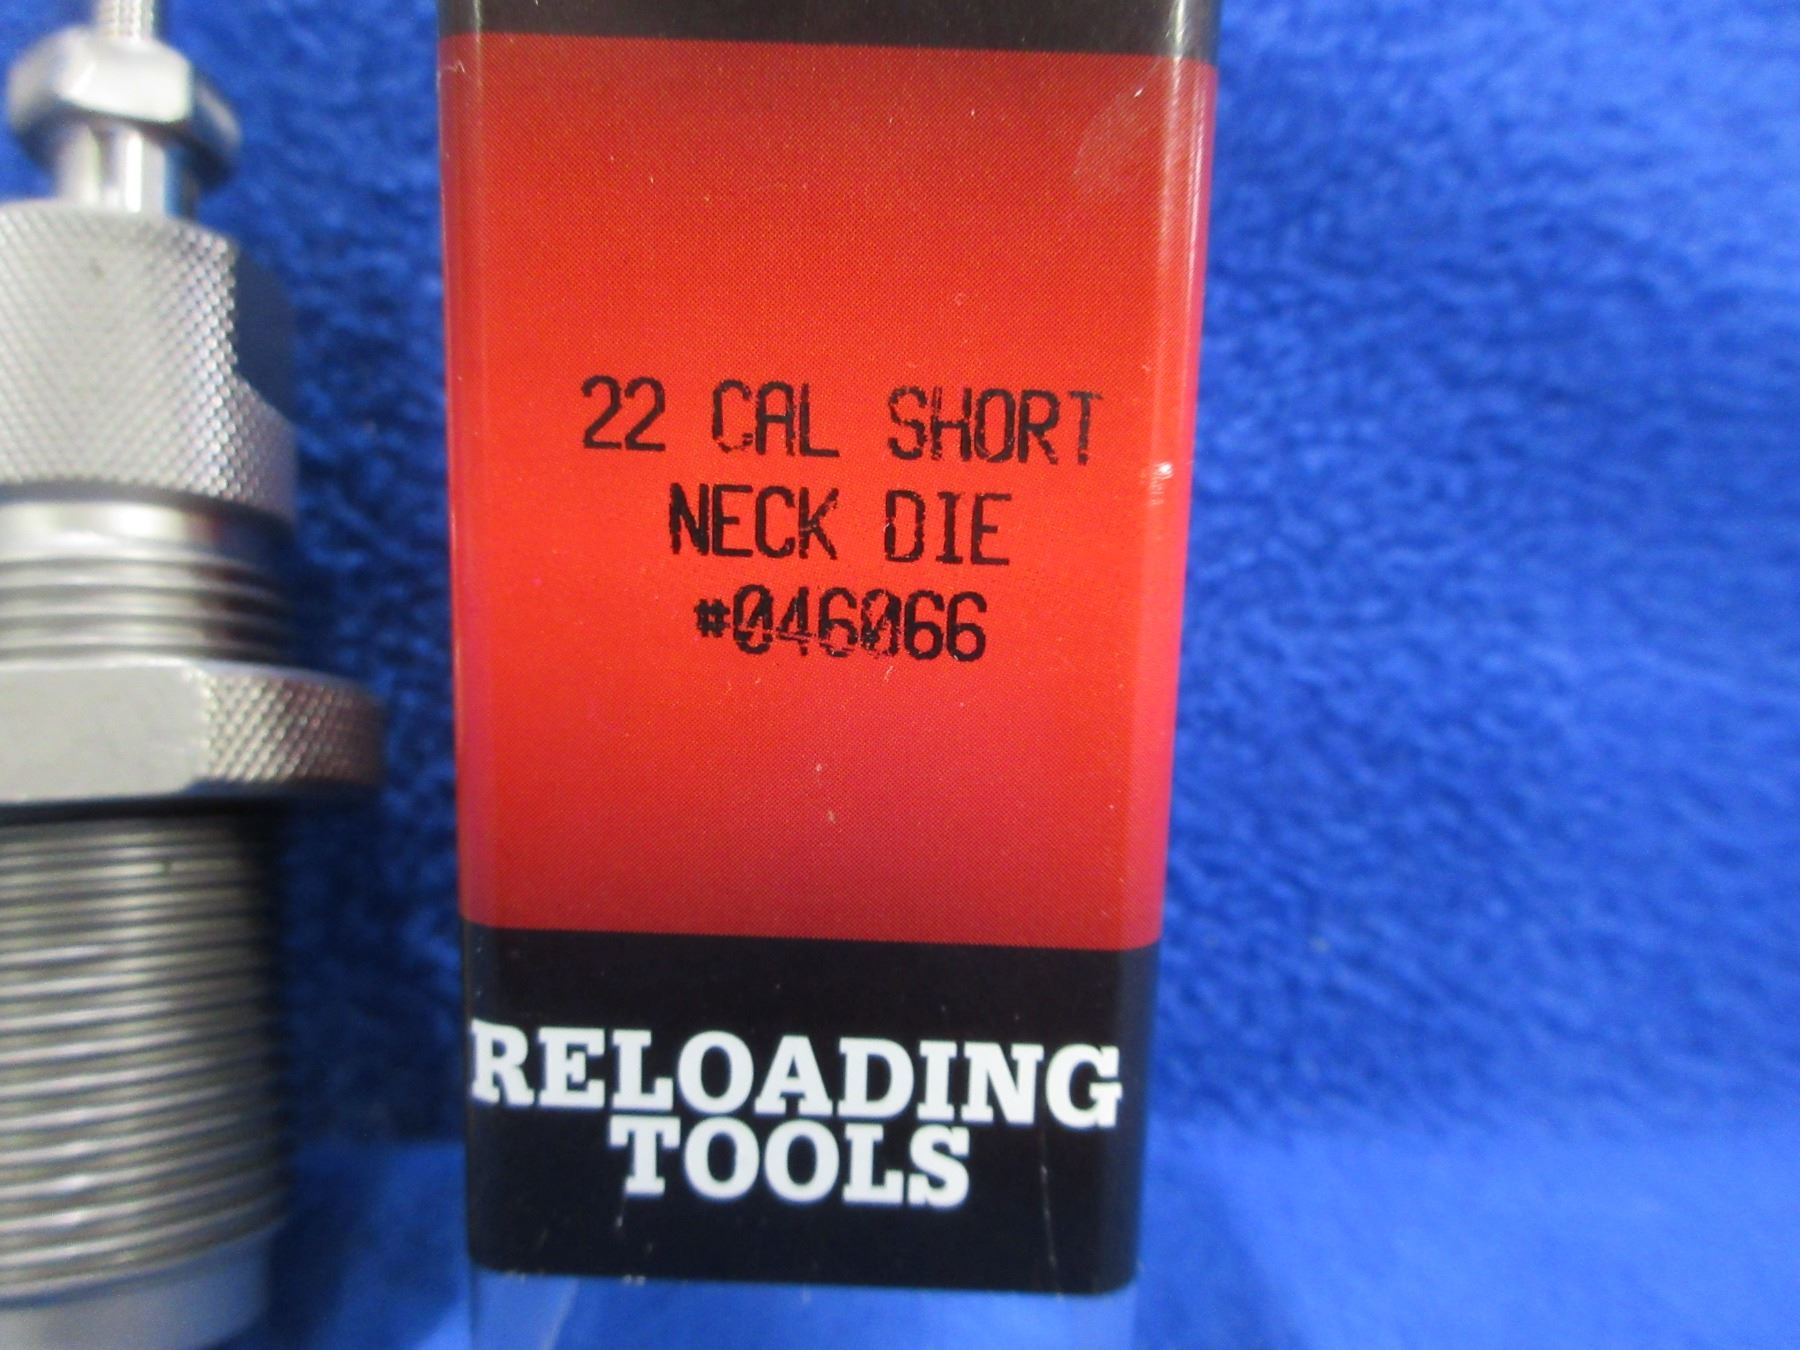 22 CAL SHORT
NECK DIE
#046066
RELOADING
TOOLS